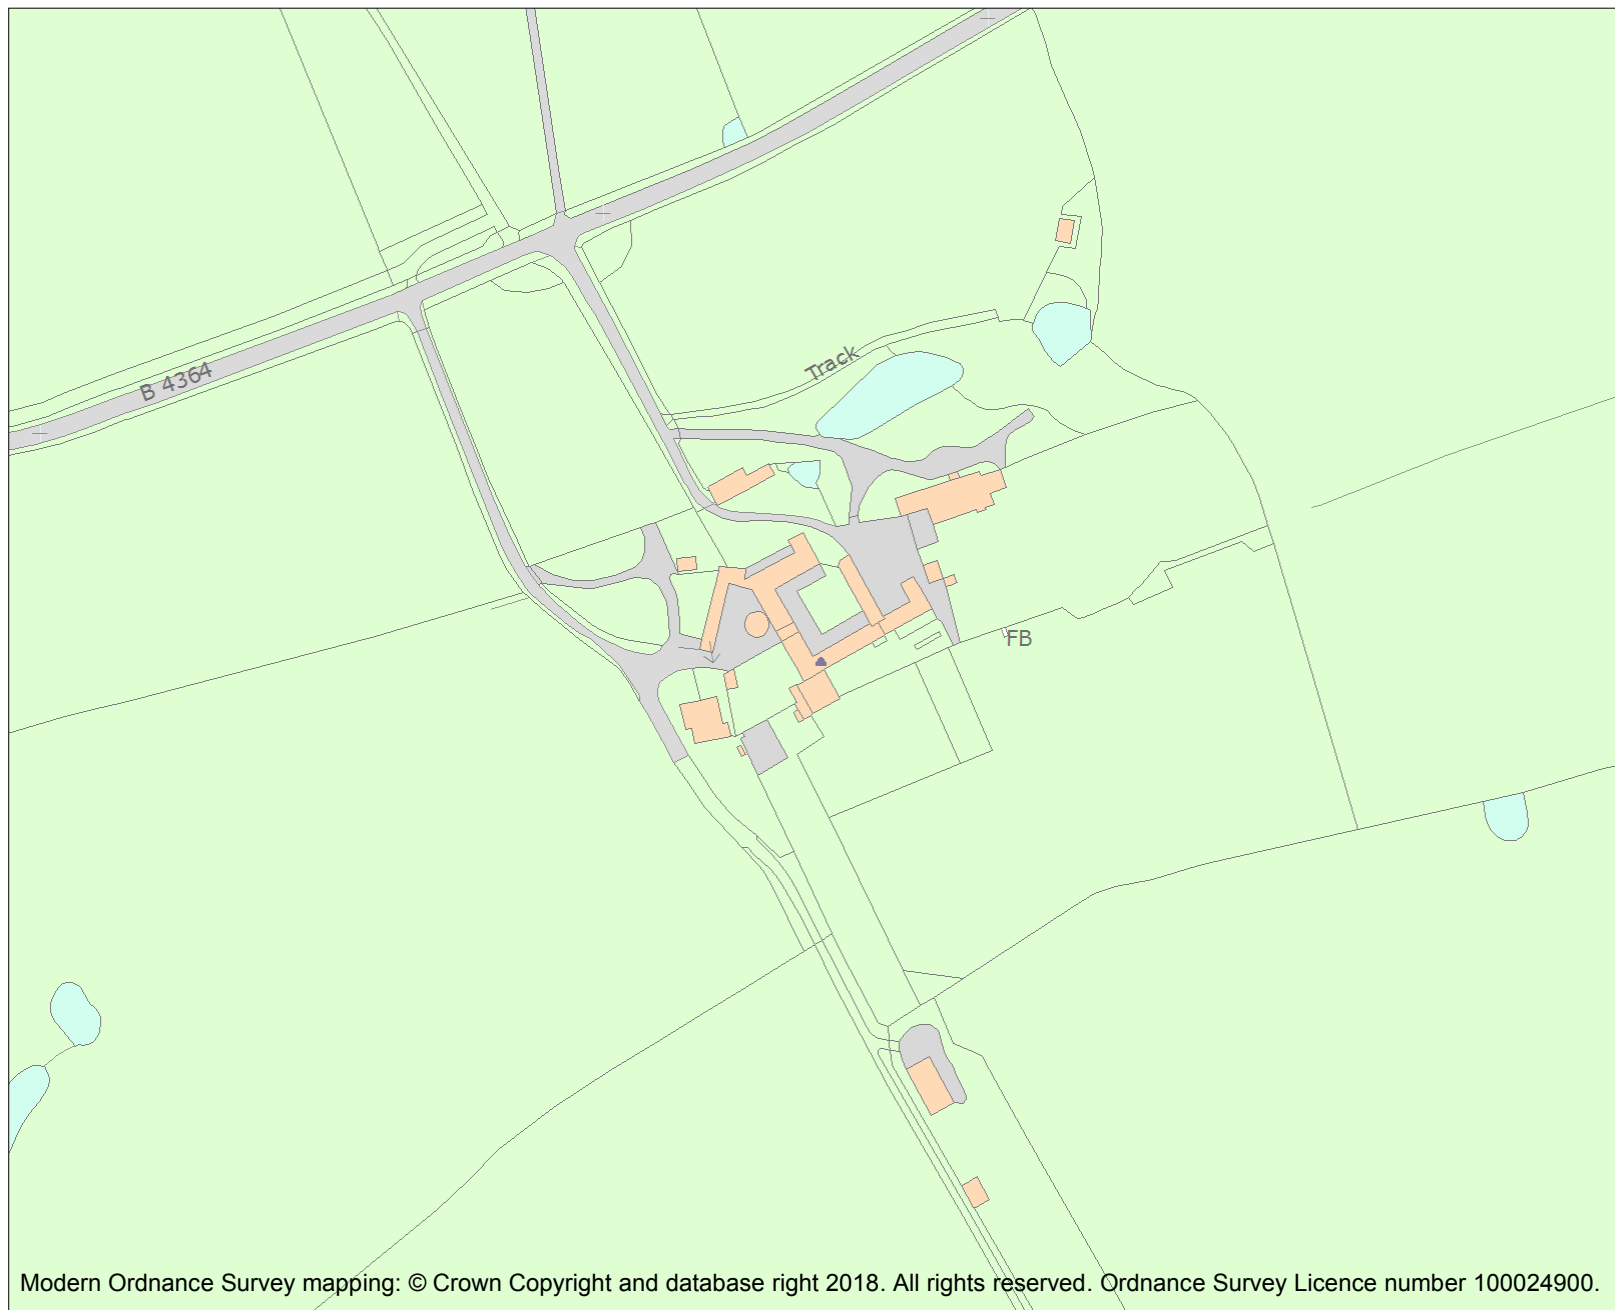 Track
B 4364
FB
Modern Ordnance Survey mapping: © Crown Copyright and database right 2018. All rights reserved. Ordnance Survey Licence number 100024900.